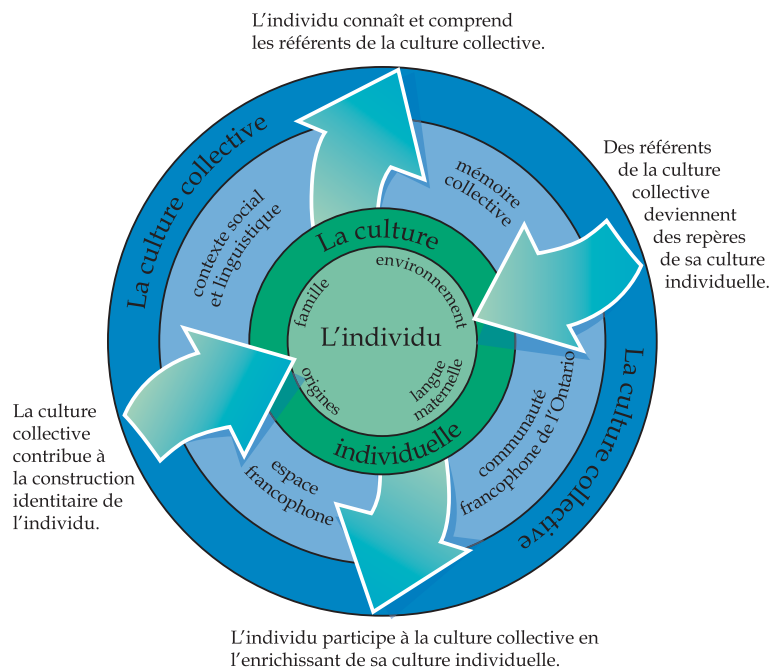 L'individu connaît et comprend
les référents de la culture collective.
La culture collective
contexte social
et linguistique
mémoire
collective
Des référents
de la culture
collective
deviennent
des repères
de sa culture
individuelle.
La culture
individuelle
famille
environnement
L'individu
origines
langue
maternelle
La culture
collective
contribue à
la construction
identitaire de
l'individu.
espace
francophone
communauté
francophone de l'Ontario
La culture collective
L'individu participe à la culture collective en
l'enrichissant de sa culture individuelle.